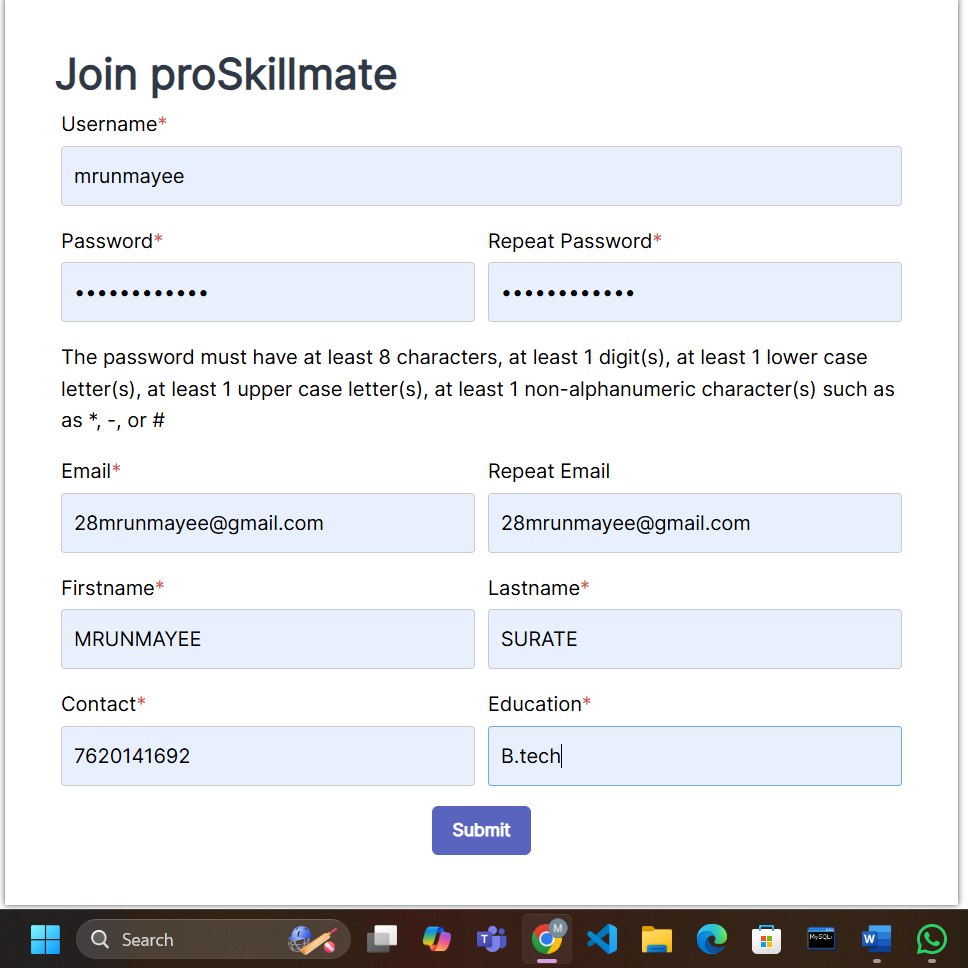 Join proSkillmate
Username*
mrunmayee
Password* Repeat Password*
•••••••••••• ••••••••••••
The password must have at least 8 characters, at least 1 digit(s), at least 1 lower case
letter(s), at least 1 upper case letter(s), at least 1 non-alphanumeric character(s) such as
as *, -, or #
Email* Repeat Email
28mrunmayee@gmail.com 28mrunmayee@gmail.com
Firstname* Lastname*
MRUNMAYEE SURATE
Contact* Education*
7620141692 B.tech
Submit
Search T M MySQL W